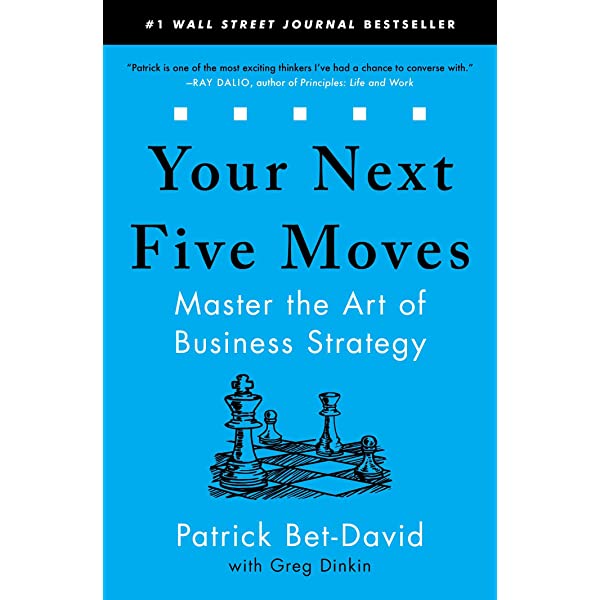 #1 WALL STREET JOURNAL BESTSELLER
“Patrick is one of the most exciting thinkers I’ve had a chance to converse with.”
—RAY DALIO, author of Principles: Life and Work
Your Next
Five Moves
Master the Art of
Business Strategy
Patrick Bet-David
with Greg Dinkin